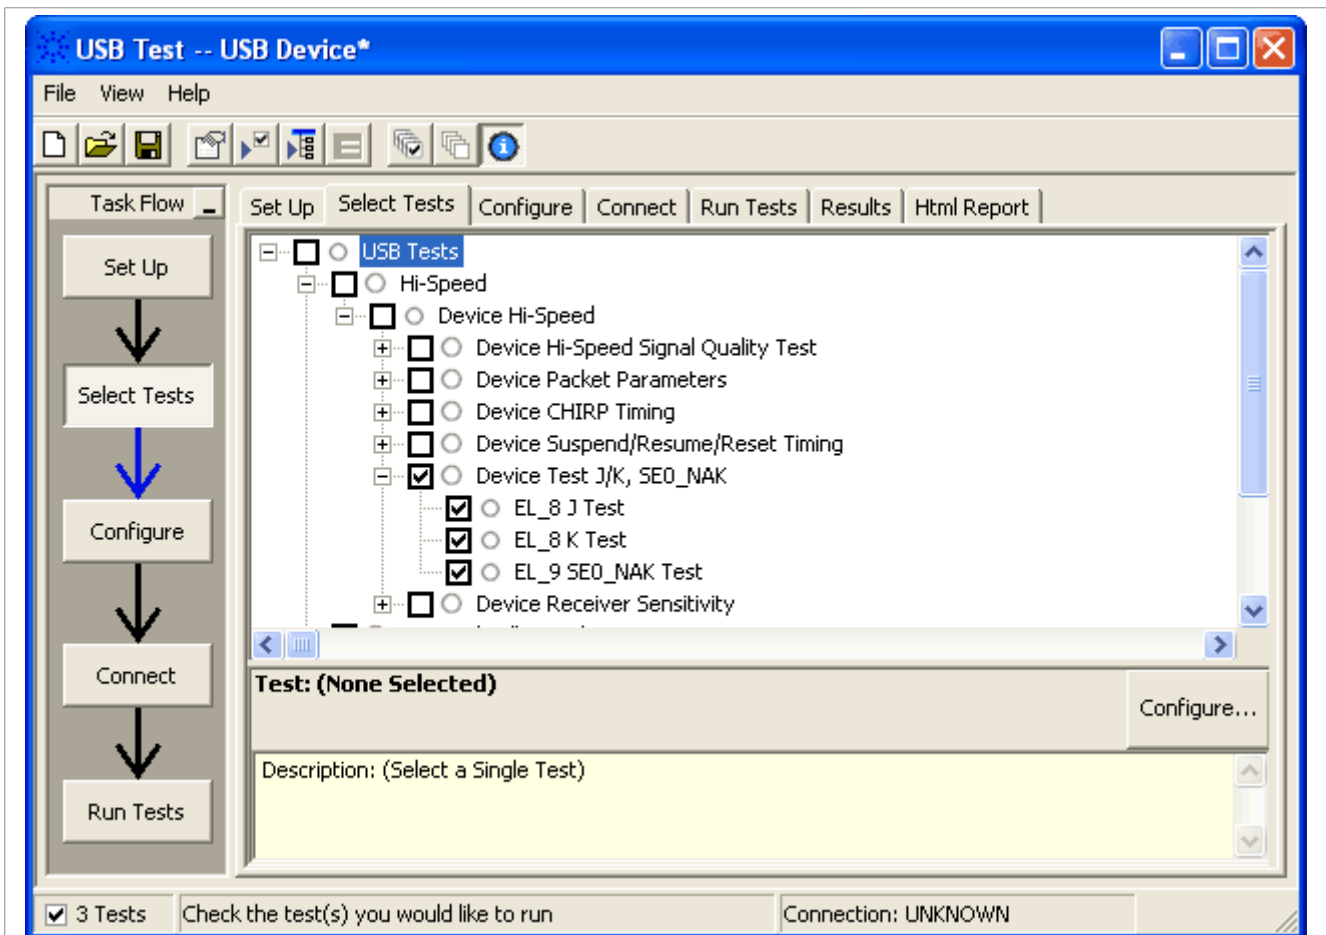 USB Test -- USB Device*
File View Help
Task Flow
Set Up Select Tests Configure Connect Run Tests Results Html Report
Set Up
Select Tests
Configure
Connect
Run Tests
USB Tests
Hi-Speed
Device Hi-Speed
Device Hi-Speed Signal Quality Test
Device Packet Parameters
Device CHIRP Timing
Device Suspend/Resume/Reset Timing
Device Test J/K, SE0_NAK
EL_8 J Test
EL_8 K Test
EL_9 SE0_NAK Test
Device Receiver Sensitivity
Test: (None Selected)
Configure...
Description: (Select a Single Test)
3 Tests Check the test(s) you would like to run Connection: UNKNOWN